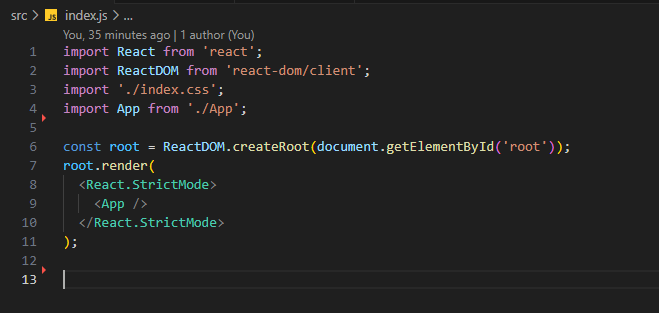 src > JS index.js > ...
You, 35 minutes ago | 1 author (You)
1 import React from 'react';
2 import ReactDOM from 'react-dom/client';
3 import './index.css';
4 import App from './App';
5
6 const root = ReactDOM.createRoot(document.getElementById('root'));
7 root.render(
8   <React.StrictMode>
9     <App />
10   </React.StrictMode>
11 );
12
13